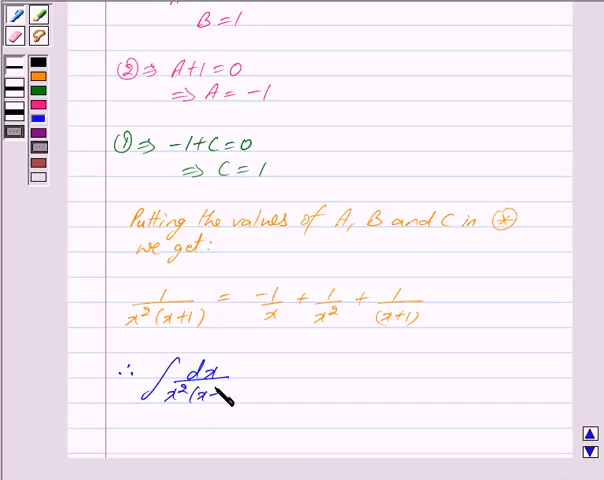 B = 1
② ⇒ A + 1 = 0
⇒ A = -1
① ⇒ -1 + C = 0
⇒ C = 1
Putting the values of A, B and C in ⊛
we get:
1/x²(x+1) = -1/x + 1/x² + 1/(x+1)
∴ ∫ dx/x²(x-